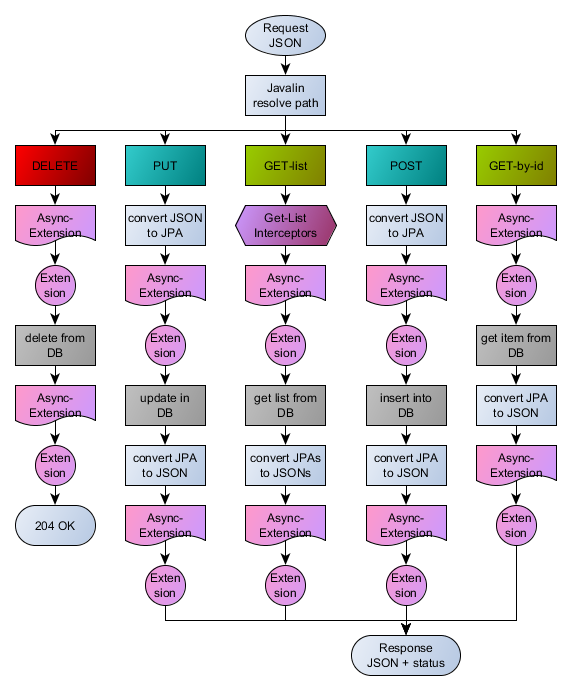 Request
JSON
Javalin
resolve path
DELETE
PUT
GET-list
POST
GET-by-id
Async-
Extension
convert JSON
to JPA
Get-List
Interceptors
convert JSON
to JPA
Async-
Extension
Exten
sion
Async-
Extension
Async-
Extension
Async-
Extension
Exten
sion
delete from
DB
Exten
sion
Exten
sion
Exten
sion
get item from
DB
Async-
Extension
update in
DB
get list from
DB
insert into
DB
convert JPA
to JSON
Exten
sion
convert JPA
to JSON
convert JPAs
to JSONs
convert JPA
to JSON
Async-
Extension
204 OK
Async-
Extension
Async-
Extension
Async-
Extension
Exten
sion
Exten
sion
Exten
sion
Exten
sion
Response
JSON + status